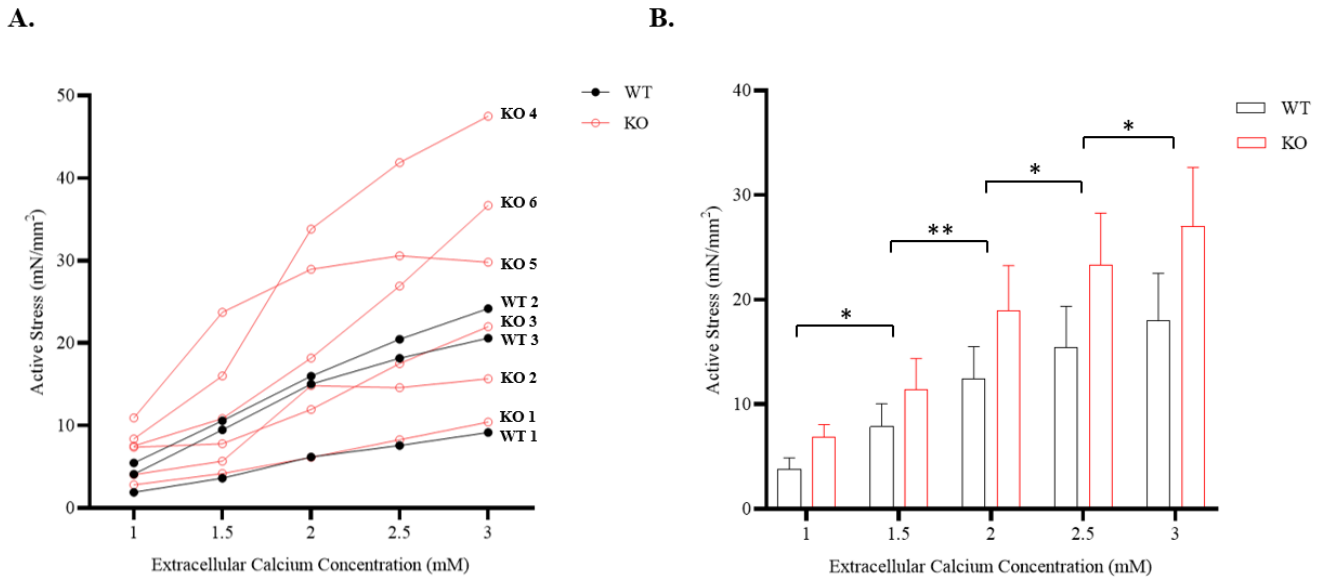 A.
WT
KO
50
40
30
20
10
0
Active Stress (mN/mm²)
KO 4
KO 6
KO 5
WT 2
KO 3
WT 3
KO 2
KO 1
WT 1
1 1.5 2 2.5 3
Extracellular Calcium Concentration (mM)
B.
WT
KO
40
30
20
10
0
Active Stress (mN/mm²)
*
**
*
*
1 1.5 2 2.5 3
Extracellular Calcium Concentration (mM)